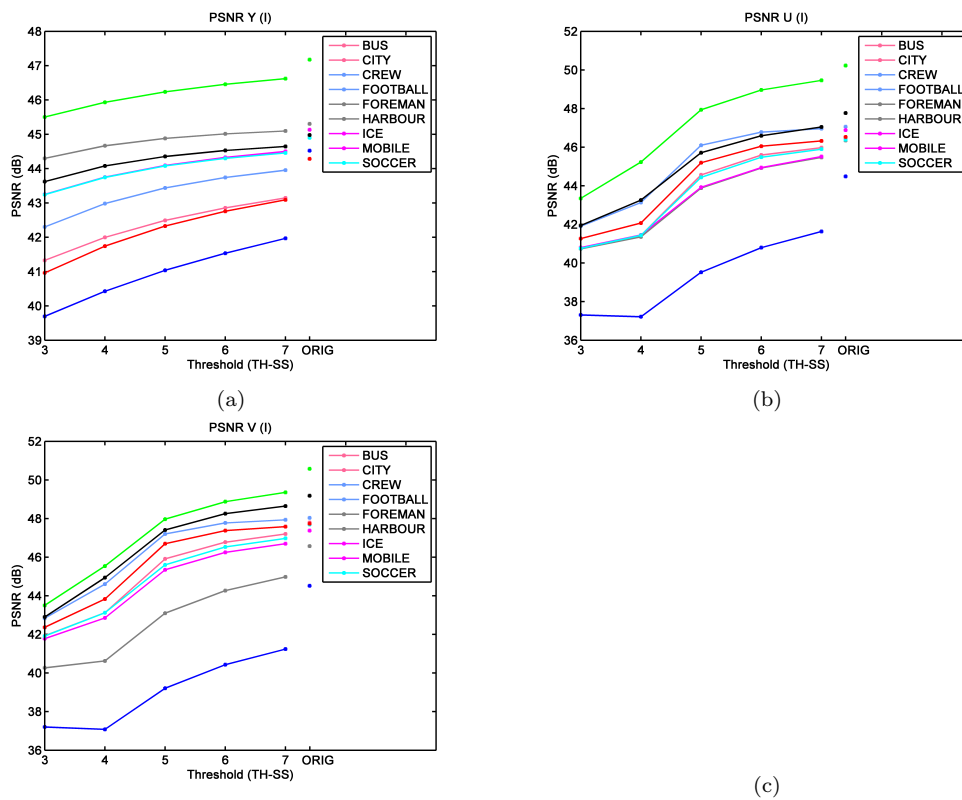 PSNR Y (I)
48
47
46
45
44
43
42
41
40
39
PSNR (dB)
3 4 5 6 7 ORIG
Threshold (TH-SS)
BUS
CITY
CREW
FOOTBALL
FOREMAN
HARBOUR
ICE
MOBILE
SOCCER
(a)
PSNR U (I)
52
50
48
46
44
42
40
38
36
PSNR (dB)
3 4 5 6 7 ORIG
Threshold (TH-SS)
BUS
CITY
CREW
FOOTBALL
FOREMAN
HARBOUR
ICE
MOBILE
SOCCER
(b)
PSNR V (I)
52
50
48
46
44
42
40
38
36
PSNR (dB)
3 4 5 6 7 ORIG
Threshold (TH-SS)
BUS
CITY
CREW
FOOTBALL
FOREMAN
HARBOUR
ICE
MOBILE
SOCCER
(c)